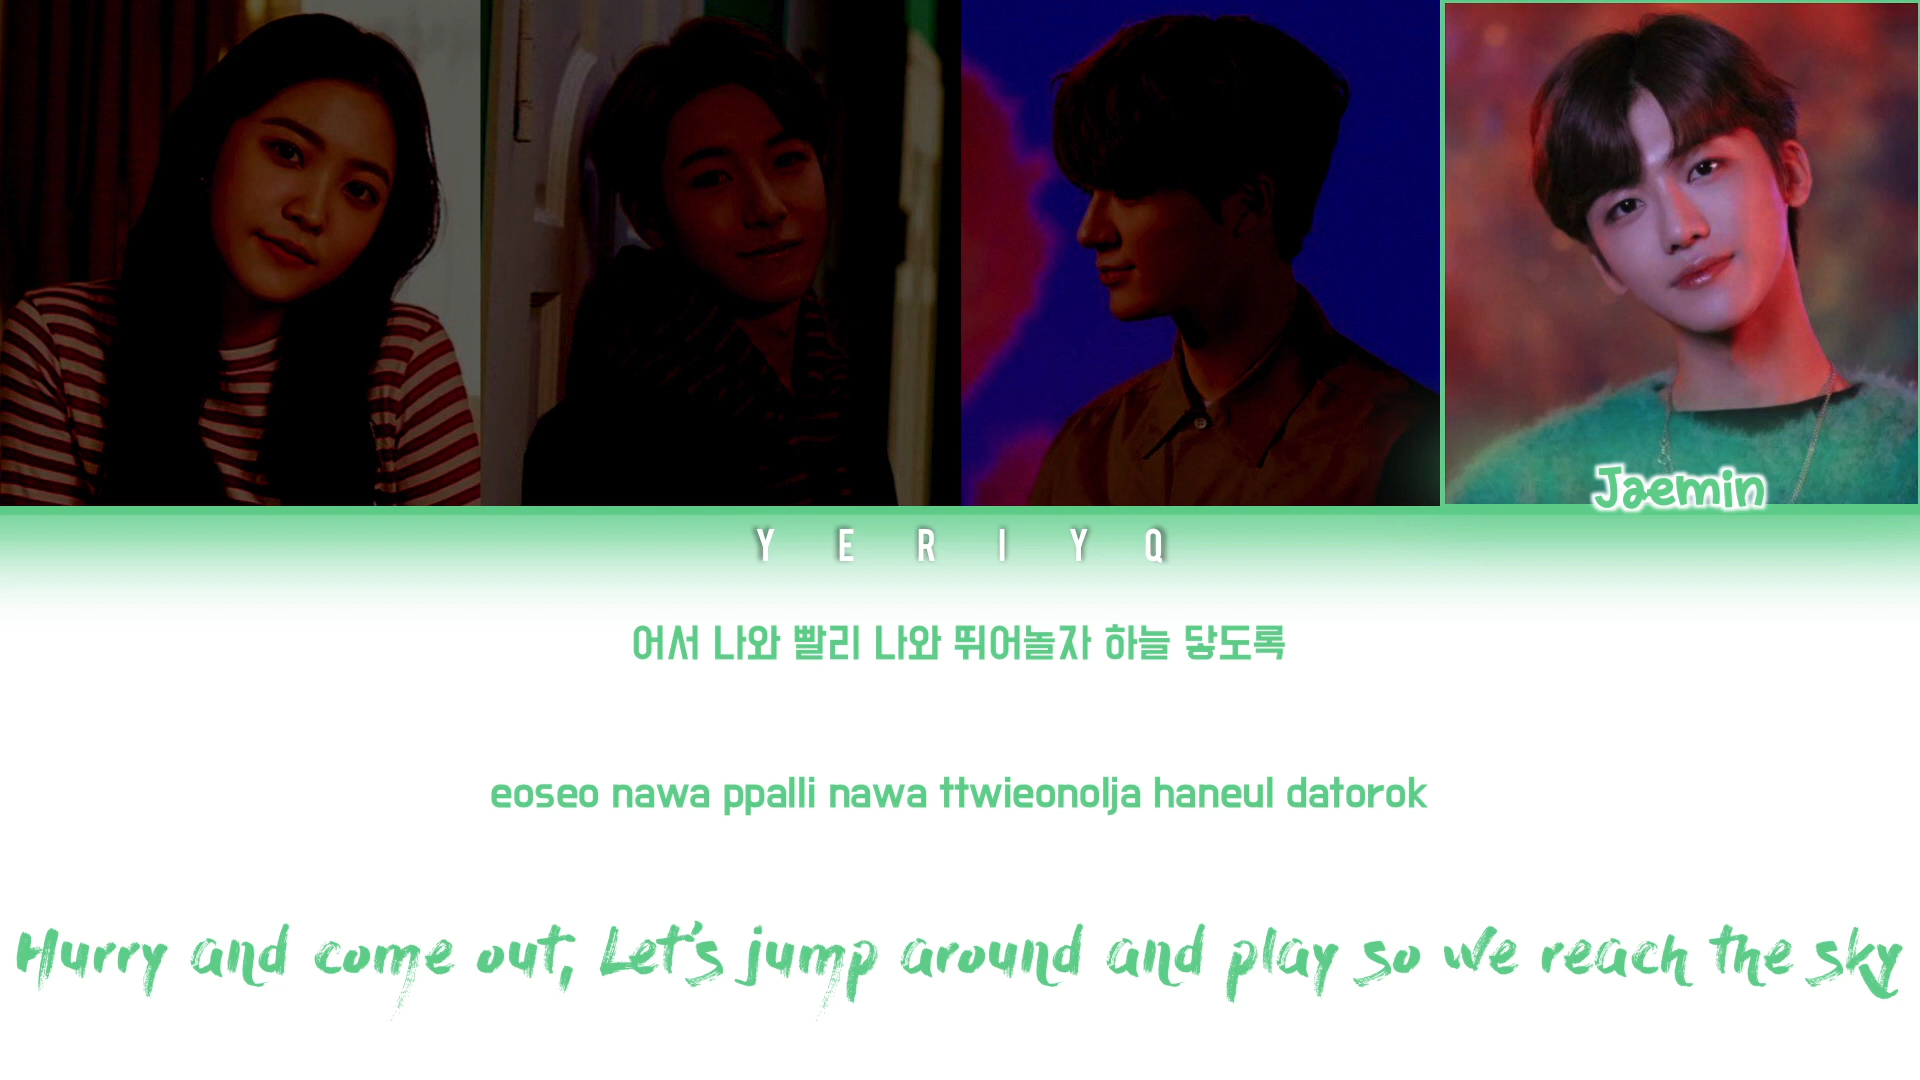 Jaemin
YERIYQ
어서 나와 빨리 나와 뛰어놀자 하늘 닿도록
eoseo nawa ppalli nawa ttwieonolja haneul datorok
Hurry and come out, Let's jump around and play so we reach the sky